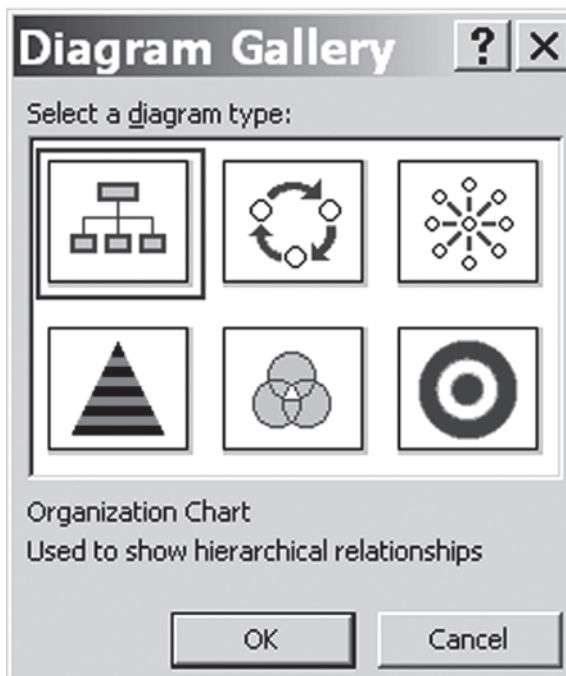 Diagram Gallery ? X
Select a diagram type:
Organization Chart
Used to show hierarchical relationships
OK Cancel